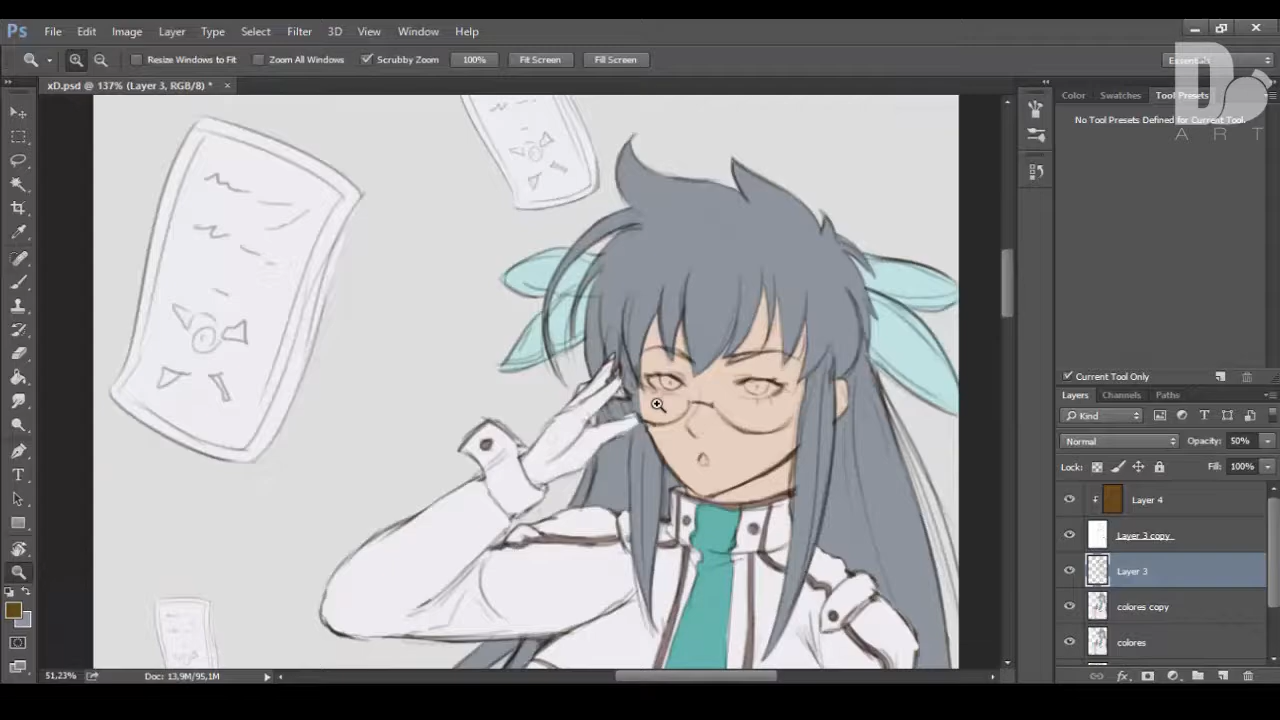 Ps File Edit Image Layer Type Select Filter 3D View Window Help
Resize Windows to Fit Zoom All Windows Scrubby Zoom 100% Fit Screen Fill Screen Essentials
D
ART
xD.psd @ 137% (Layer 3, RGB/8) *
Color Swatches Tool Presets
No Tool Presets Defined for Current Tool.
Current Tool Only
Layers Channels Paths
Kind
Normal Opacity: 50%
Lock: Fill: 100%
Layer 4
Layer 3 copy
Layer 3
colores copy
colores
51,23% Doc: 13,9M/95,1M